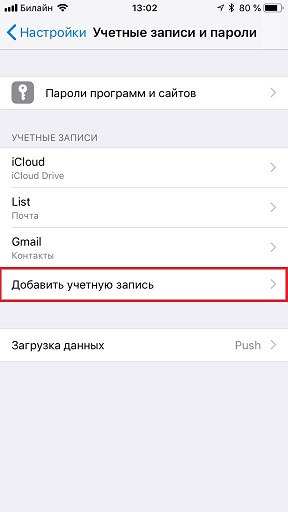 Билайн 13:02 80 %
Настройки Учетные записи и пароли
Пароли программ и сайтов
УЧЕТНЫЕ ЗАПИСИ
iCloud
iCloud Drive
List
Почта
Gmail
Контакты
Добавить учетную запись
Загрузка данных Push